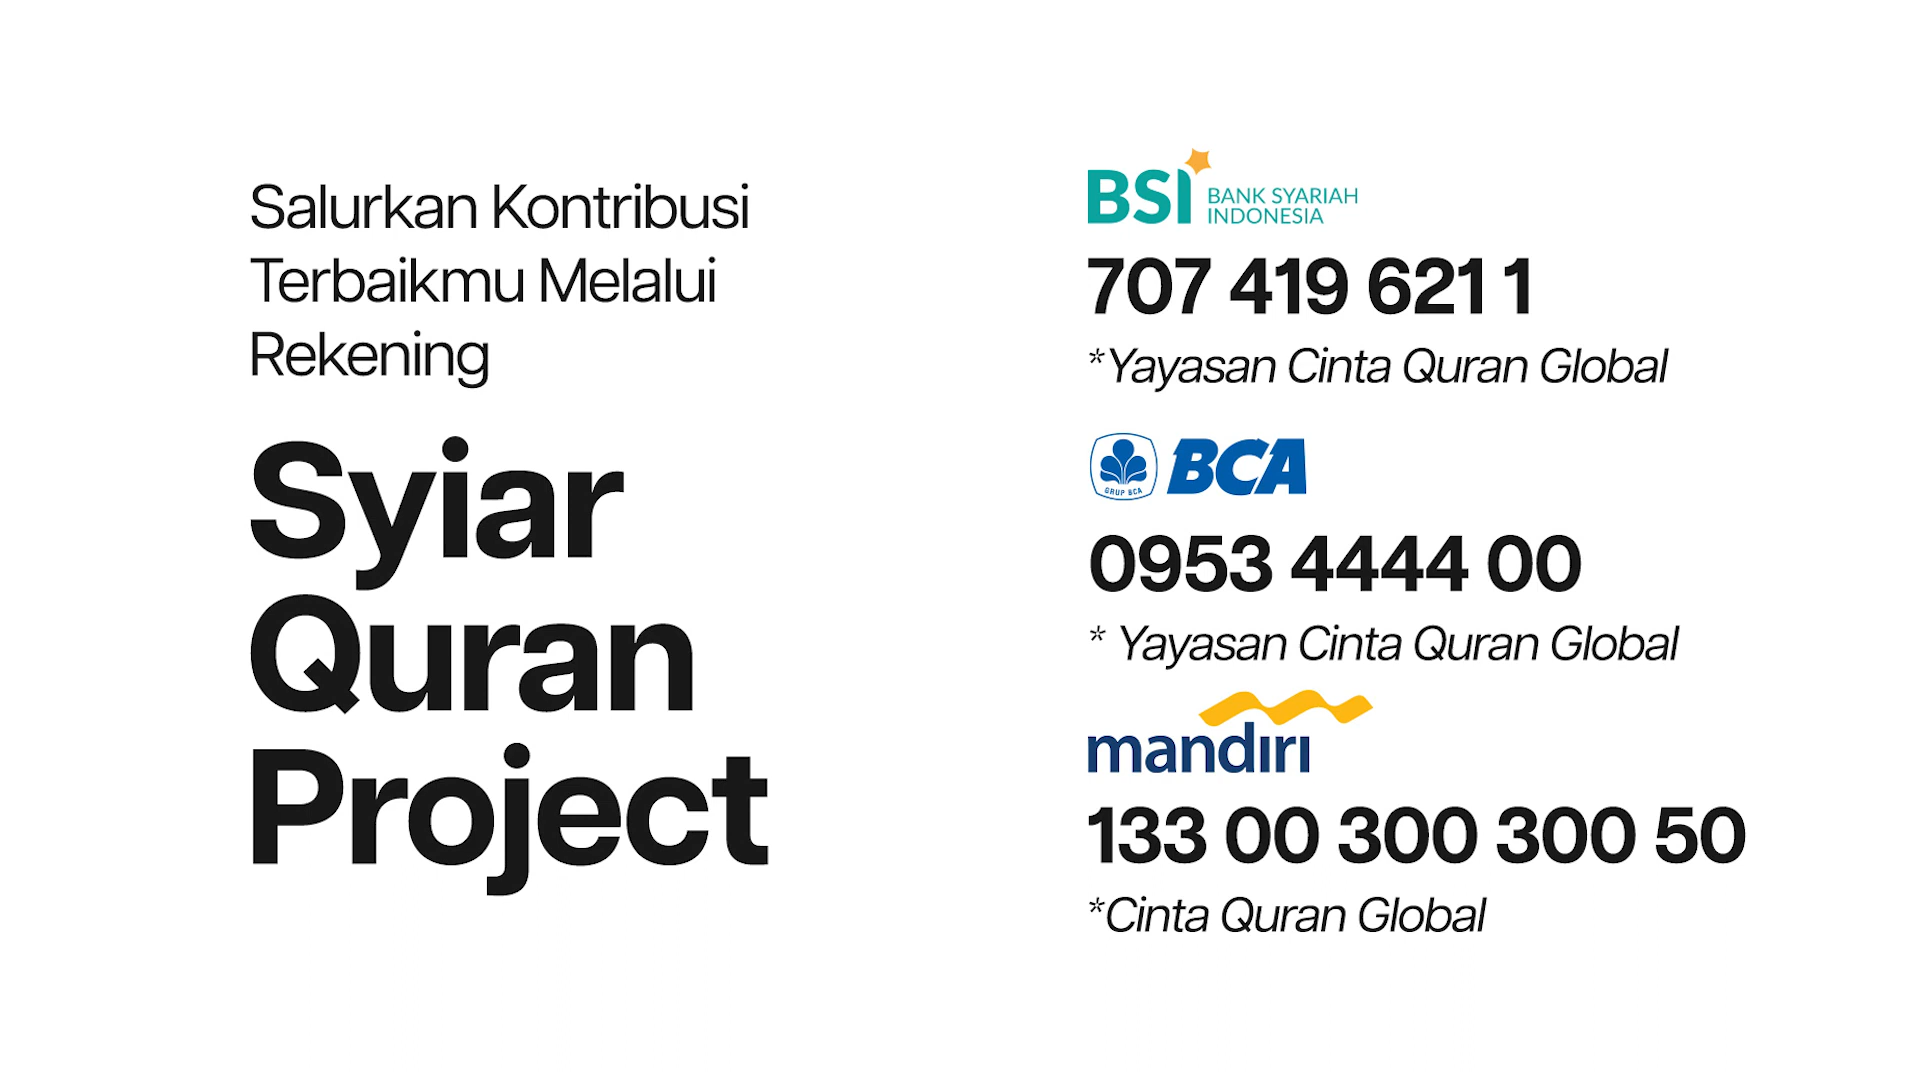 Salurkan Kontribusi
Terbaikmu Melalui
Rekening
Syiar
Quran
Project
BSI BANK SYARIAH
INDONESIA
707 419 621 1
*Yayasan Cinta Quran Global
GRUP BCA
BCA
0953 4444 00
* Yayasan Cinta Quran Global
mandiri
133 00 300 300 50
*Cinta Quran Global